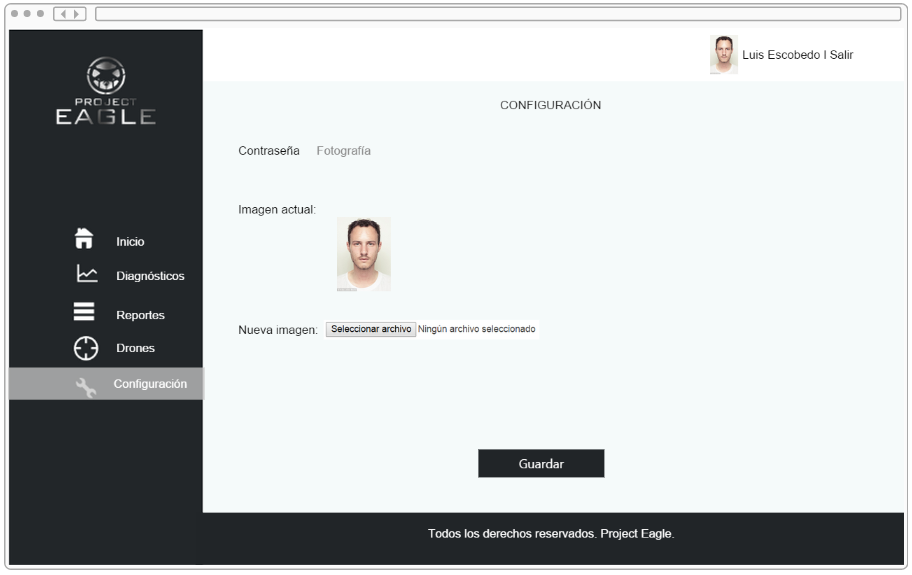 PROJECT
EAGLE
Luis Escobedo I Salir
Inicio
Diagnósticos
Reportes
Drones
Configuración
CONFIGURACIÓN
Contraseña Fotografía
Imagen actual:
Nueva imagen: Seleccionar archivo Ningún archivo seleccionado
Guardar
Todos los derechos reservados. Project Eagle.